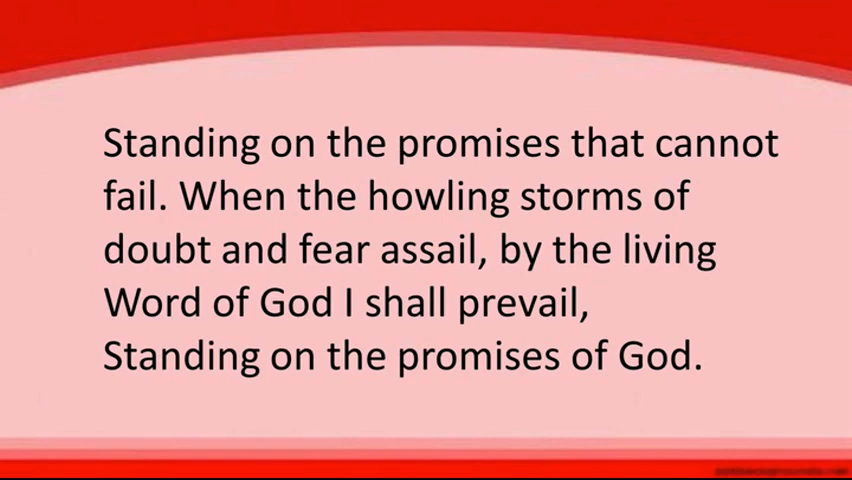 Standing on the promises that cannot
fail. When the howling storms of
doubt and fear assail, by the living
Word of God I shall prevail,
Standing on the promises of God.